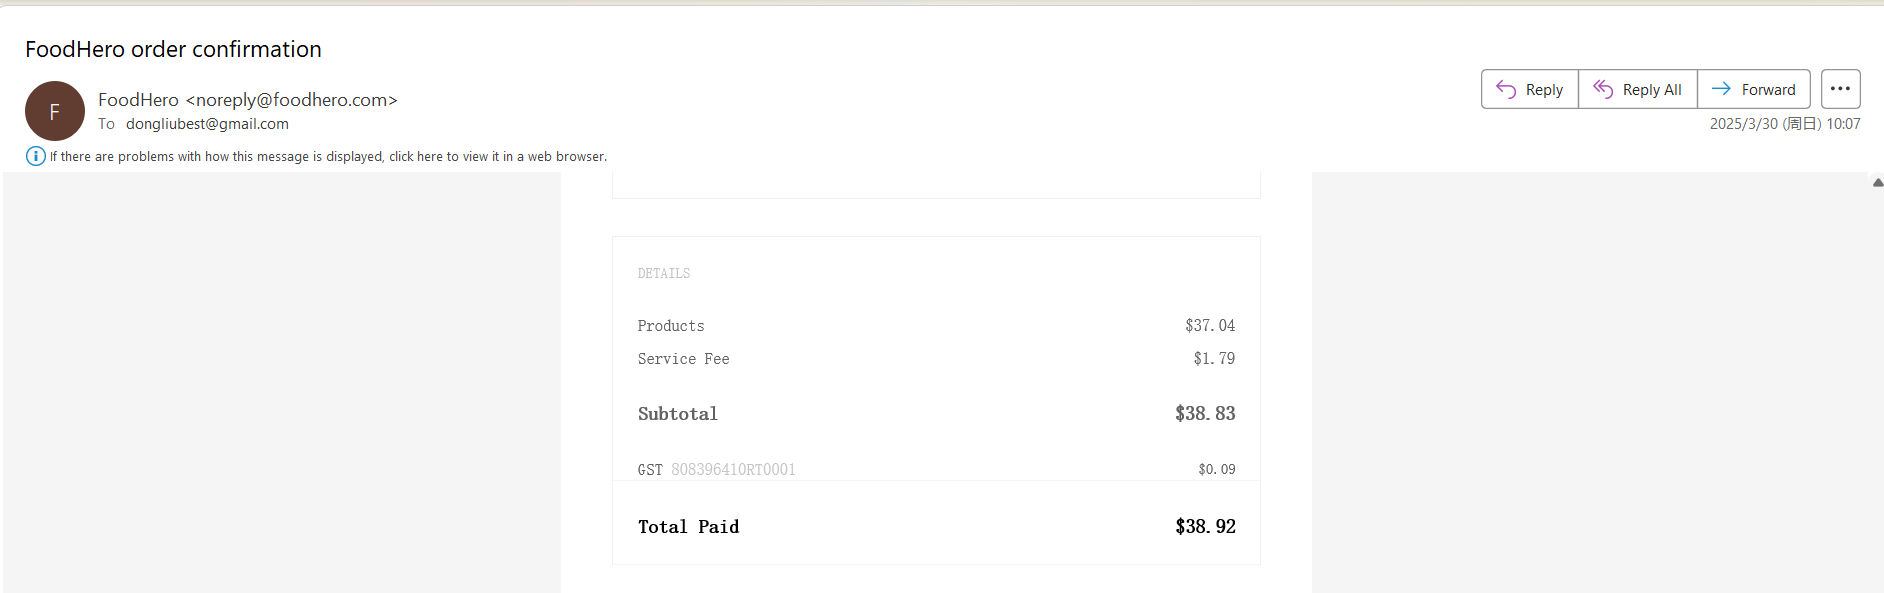 FoodHero order confirmation
F
FoodHero <noreply@foodhero.com>
To dongliubest@gmail.com
Reply
Reply All
Forward
2025/3/30 (周日) 10:07
If there are problems with how this message is displayed, click here to view it in a web browser.
DETAILS
Products $37.04
Service Fee $1.79
Subtotal $38.83
GST 808396410RT0001 $0.09
Total Paid $38.92